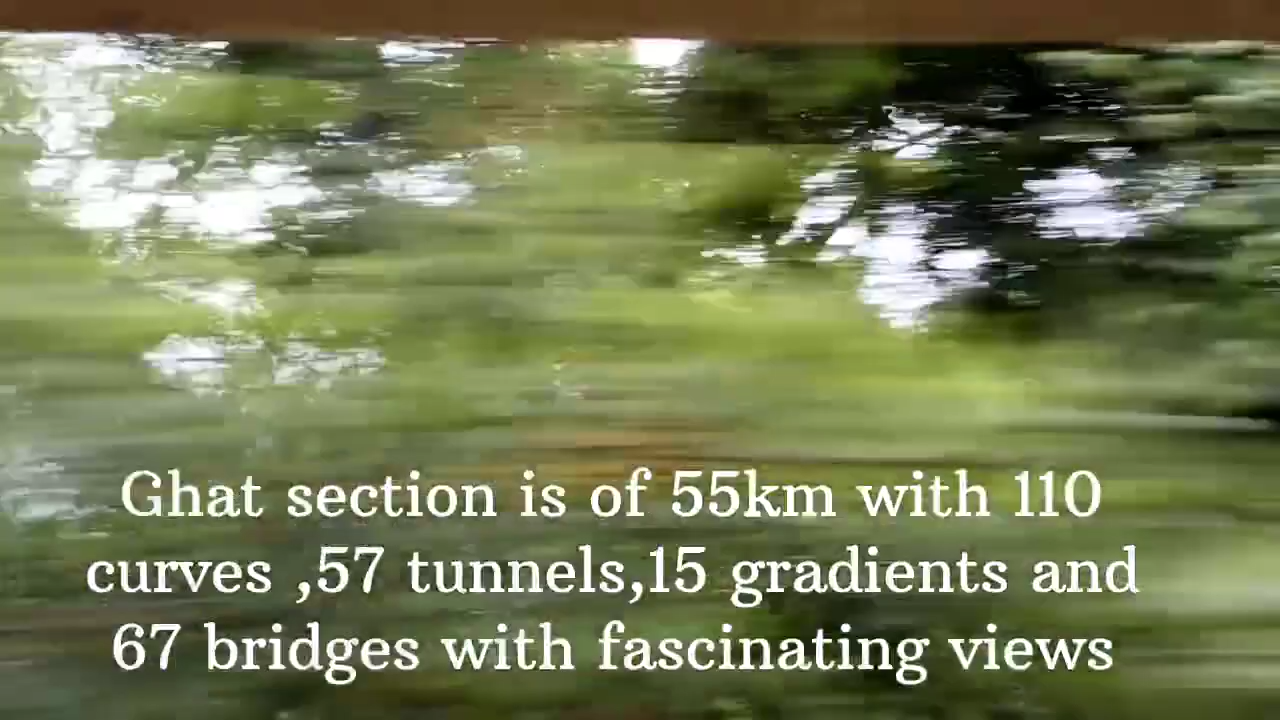 Ghat section is of 55km with 110
curves ,57 tunnels,15 gradients and
67 bridges with fascinating views